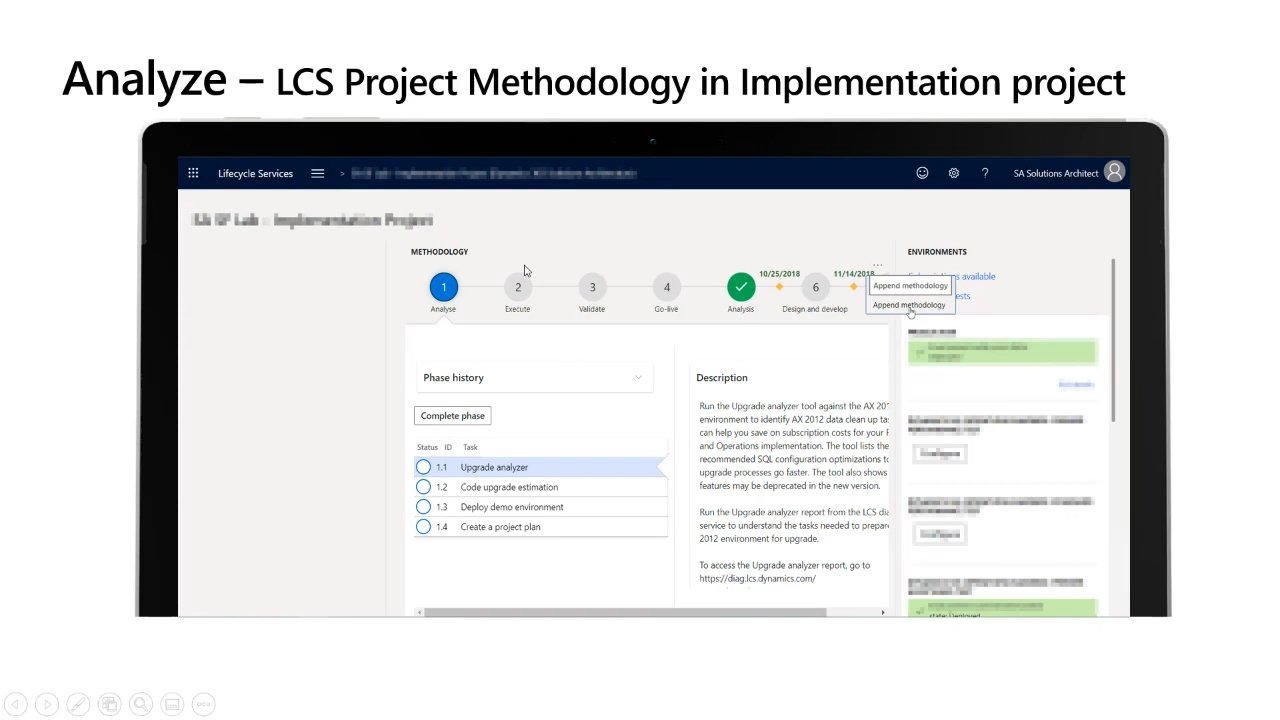 Analyze – LCS Project Methodology in Implementation project
Lifecycle Services
>
?
SA Solutions Architect
METHODOLOGY
ENVIRONMENTS
...
10/25/2018
11/14/2018
1
2
3
4
6
Analyse
Execute
Validate
Go-live
Analysis
Design and develop
Append methodology
Append methodology
available
Phase history
Complete phase
Status ID Task
1.1 Upgrade analyzer
1.2 Code upgrade estimation
1.3 Deploy demo environment
1.4 Create a project plan
Description
Run the Upgrade analyzer tool against the AX 201
environment to identify AX 2012 data clean up ta
can help you save on subscription costs for your
and Operations implementation. The tool lists the
recommended SQL configuration optimizations to
upgrade processes go faster. The tool also shows
features may be deprecated in the new version.
Run the Upgrade analyzer report from the LCS dia
service to understand the tasks needed to prepare
2012 environment for upgrade.
To access the Upgrade analyzer report, go to
https://diag.lcs.dynamics.com/
state: Deployed